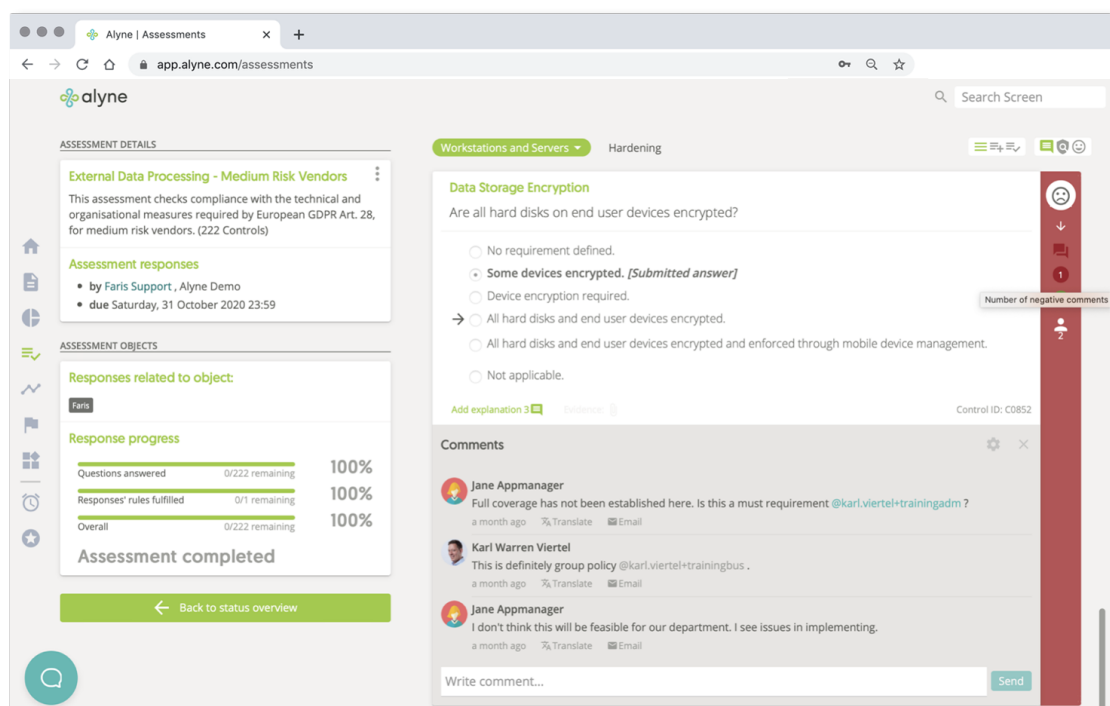 Alyne | Assessments
app.alyne.com/assessments
alyne
Search Screen
ASSESSMENT DETAILS
External Data Processing - Medium Risk Vendors
This assessment checks compliance with the technical and
organisational measures required by European GDPR Art. 28,
for medium risk vendors. (222 Controls)
Assessment responses
• by Faris Support , Alyne Demo
• due Saturday, 31 October 2020 23:59
ASSESSMENT OBJECTS
Responses related to object:
Faris
Response progress
Questions answered 0/222 remaining 100%
Responses' rules fulfilled 0/1 remaining 100%
Overall 0/222 remaining 100%
Assessment completed
Back to status overview
Workstations and Servers Hardening
Data Storage Encryption
Are all hard disks on end user devices encrypted?
No requirement defined.
Some devices encrypted. [Submitted answer]
Device encryption required.
All hard disks and end user devices encrypted.
All hard disks and end user devices encrypted and enforced through mobile device management.
Not applicable.
Add explanation 3 Evidence: Control ID: C0852
1
Number of negative comments
2
Comments
Jane Appmanager
Full coverage has not been established here. Is this a must requirement @karl.viertel+trainingadm ?
a month ago Translate Email
Karl Warren Viertel
This is definitely group policy @karl.viertel+trainingbus .
a month ago Translate Email
Jane Appmanager
I don't think this will be feasible for our department. I see issues in implementing.
a month ago Translate Email
Write comment... Send